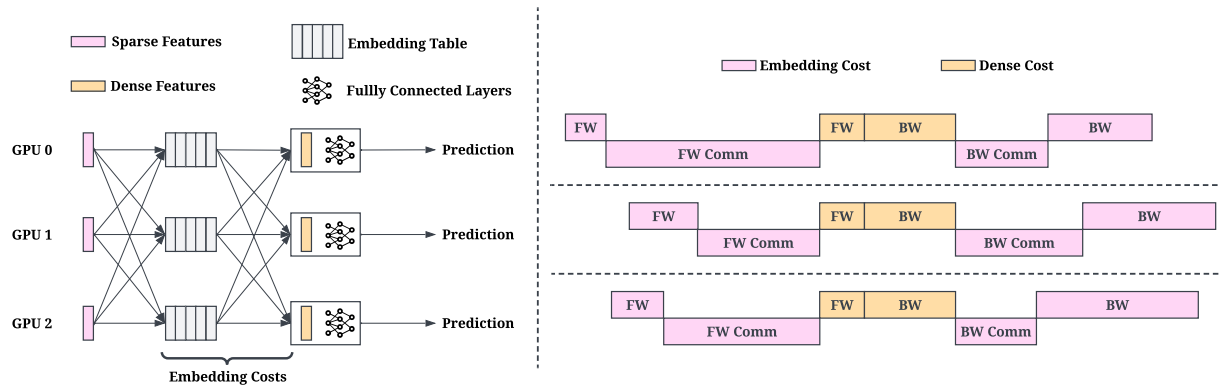 Sparse Features
Embedding Table
Dense Features
Fullly Connected Layers
GPU 0
Prediction
GPU 1
Prediction
GPU 2
Prediction
Embedding Costs
Embedding Cost
Dense Cost
FW
FW
BW
BW
FW Comm
BW Comm
FW
FW
BW
BW
FW Comm
BW Comm
FW
FW
BW
BW
FW Comm
BW Comm